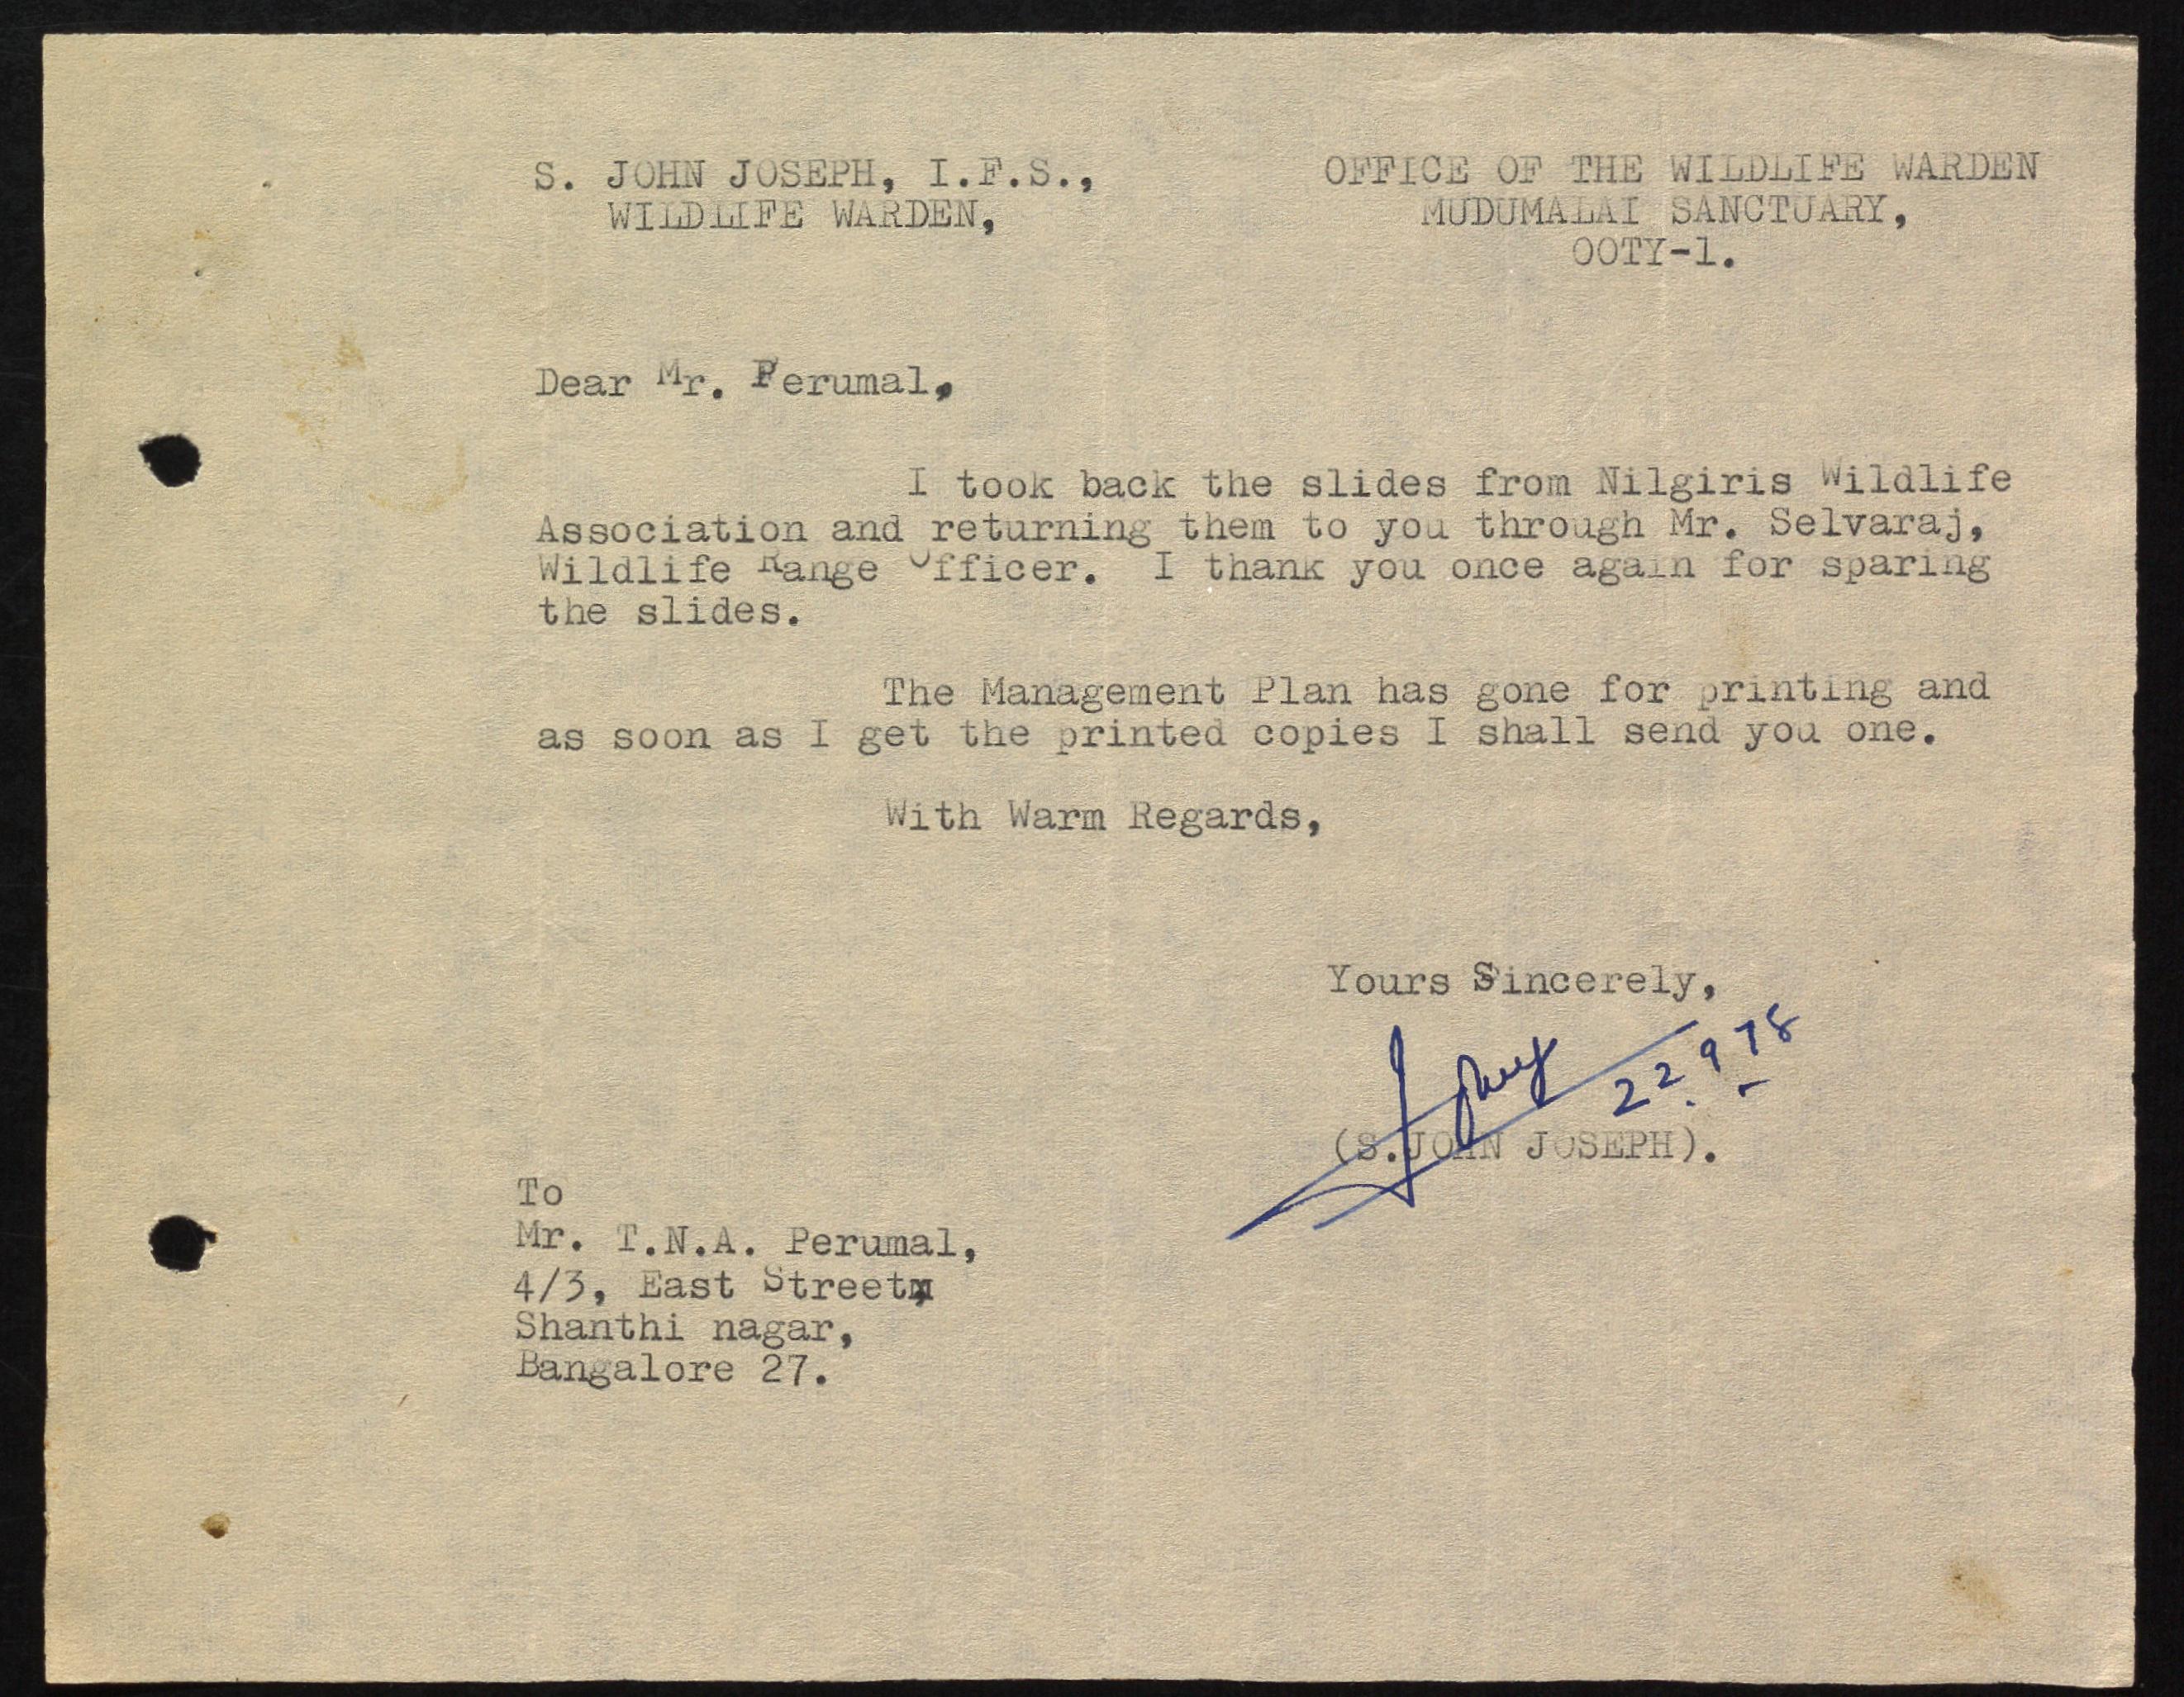 S. JOHN JOSEPH, I.F.S.,
WILDLIFE WARDEN,
OFFICE OF THE WILDLIFE WARDEN
MUDUMALAI SANCTUARY,
OOTY-1.
Dear Mr. Perumal,
I took back the slides from Nilgiris Wildlife
Association and returning them to you through Mr. Selvaraj,
Wildlife Range Officer. I thank you once again for sparing
the slides.
The Management Plan has gone for printing and
as soon as I get the printed copies I shall send you one.
With Warm Regards,
Yours Sincerely,
22.9.78
(S.JOHN JOSEPH).
To
Mr. T.N.A. Perumal,
4/3, East Street,
Shanthi nagar,
Bangalore 27.